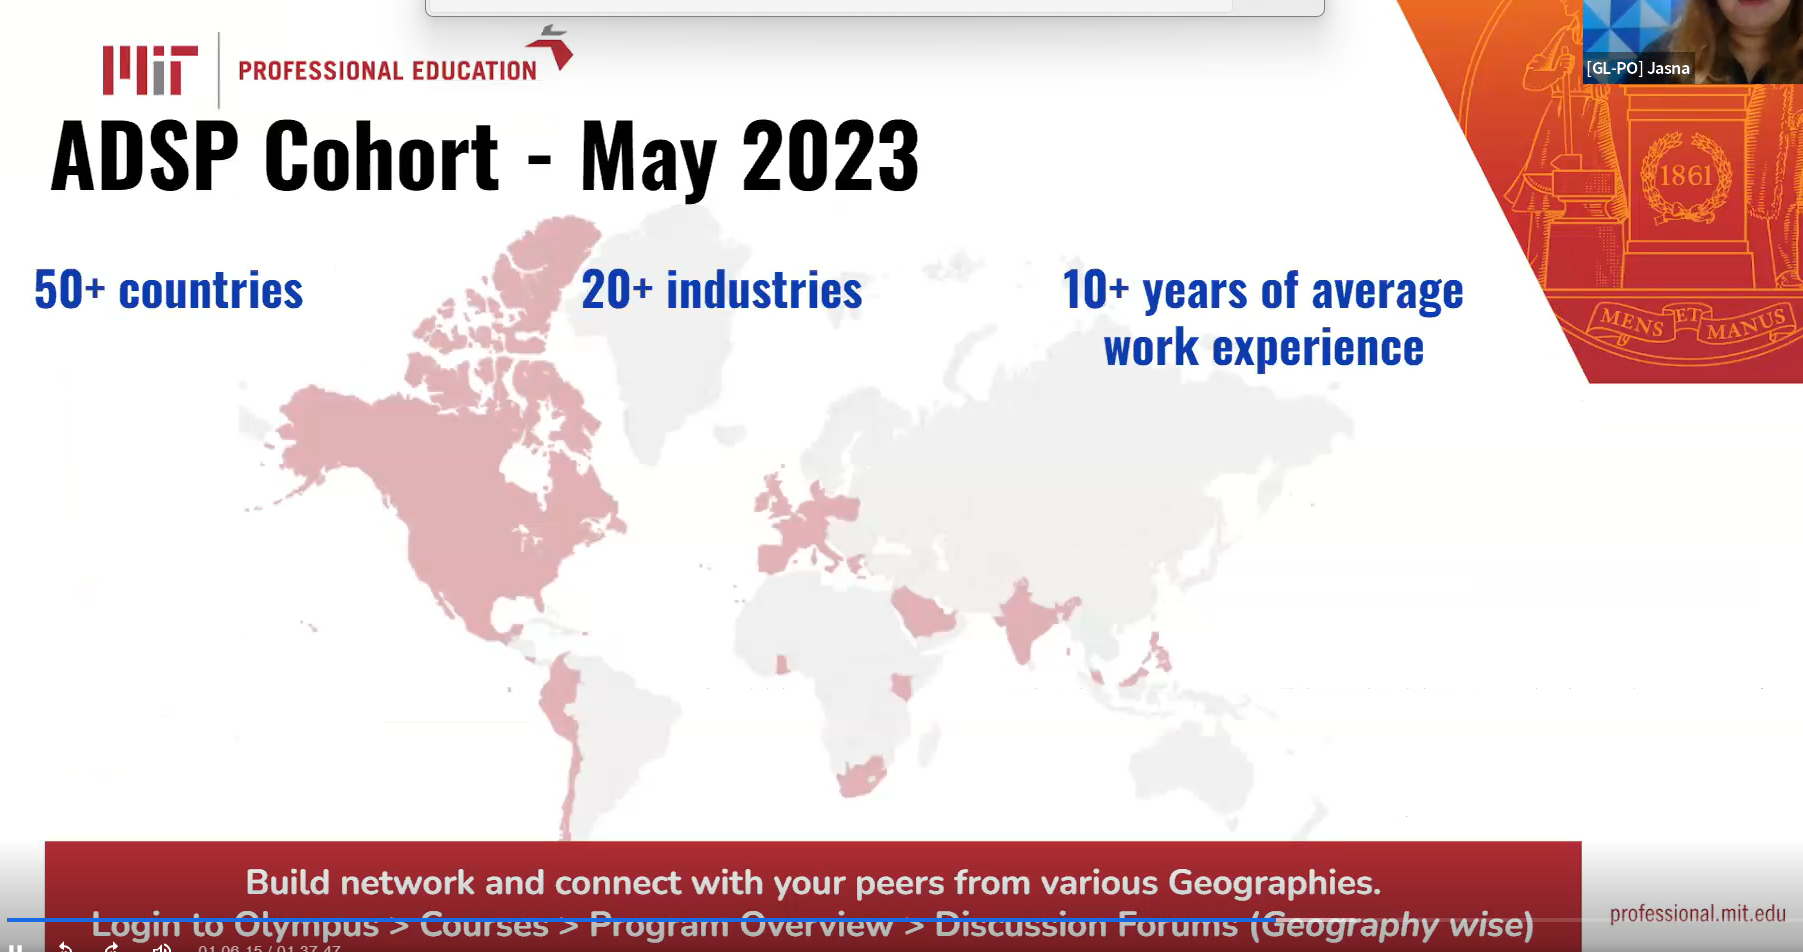 [GL-PO] Jasna
MIT
PROFESSIONAL EDUCATION
ADSP Cohort - May 2023
1861
50+ countries
20+ industries
10+ years of average
work experience
MENS ET MANUS
Build network and connect with your peers from various Geographies.
Login to Olympus > Courses > Program Overview > Discussion Forums (Geography wise)
professional.mit.edu
01:06:15 / 01:37:47